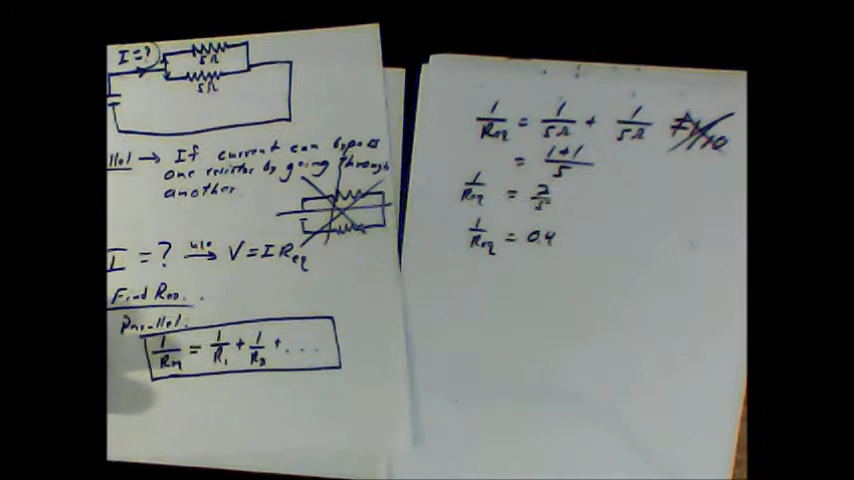 I = ?
5Ω
5Ω
llel → If current can bypass
one resistor by going through
another
I = ? → V = I Req
Find
Parallel:
1/Req = 1/R1 + 1/R2 + . . .
1/Req = 1/5Ω + 1/5Ω
= 1+1/5
1/Req = 2/5
1/Req = 0.4